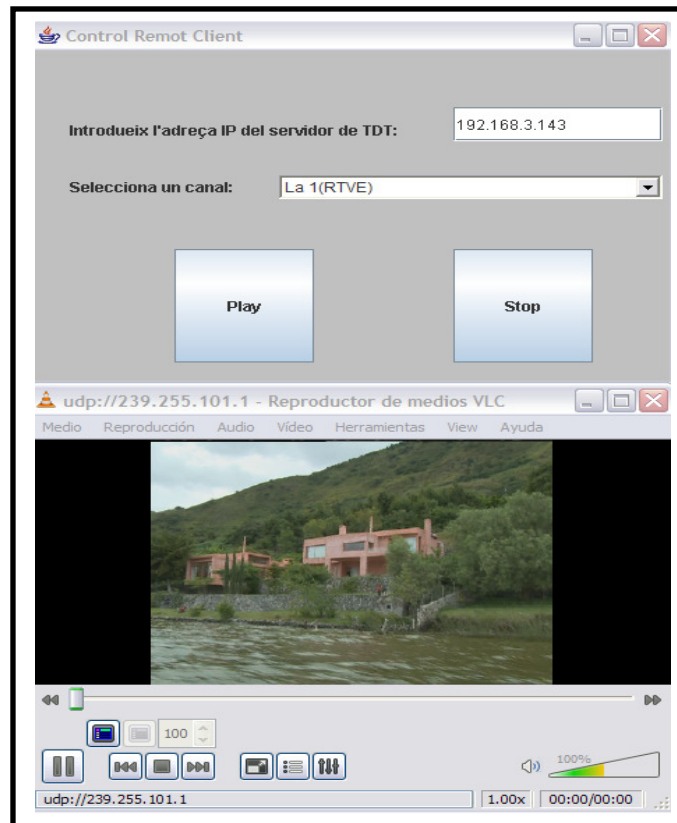 Control Remot Client
Introdueix l'adreça IP del servidor de TDT: 192.168.3.143
Selecciona un canal: La 1(RTVE)
Play Stop
udp://239.255.101.1 - Reproductor de medios VLC
Medio Reproducción Audio Vídeo Herramientas View Ayuda
100
100%
udp://239.255.101.1 1.00x 00:00/00:00